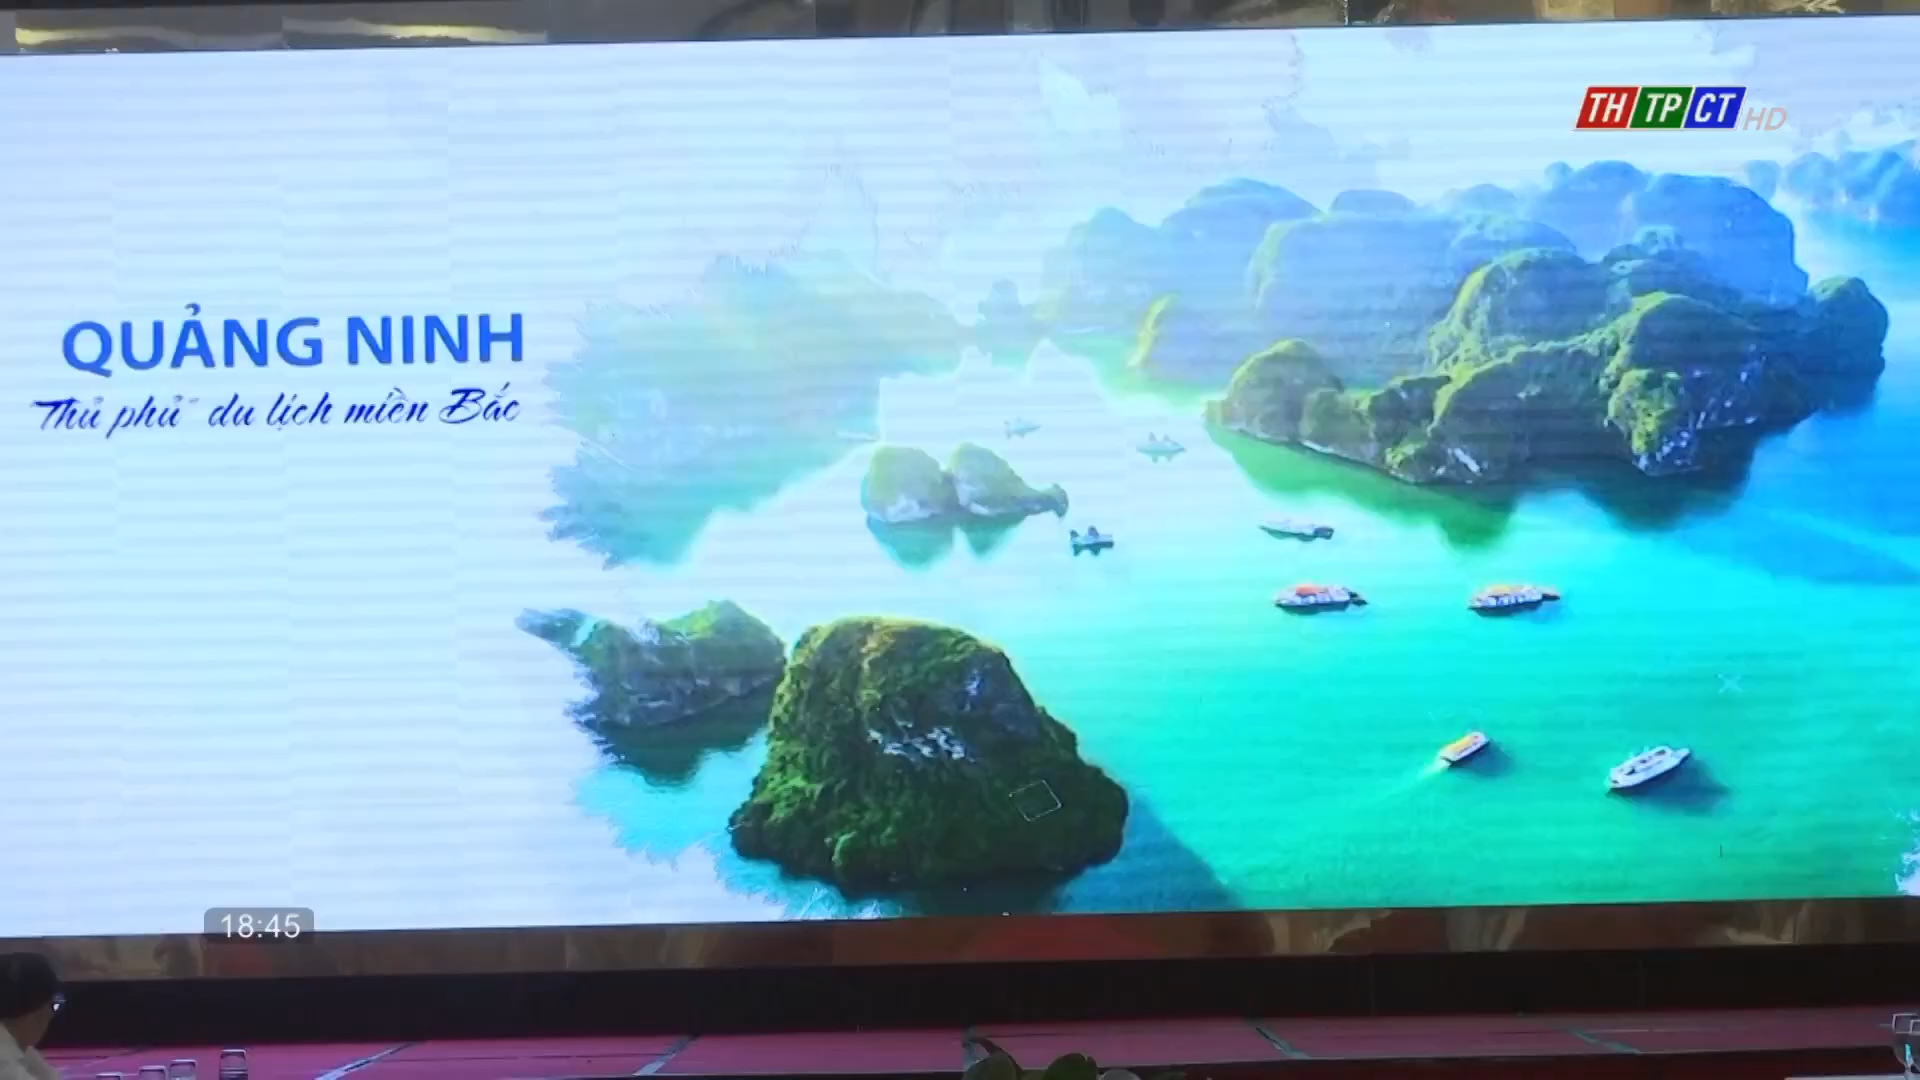 THTPCT HD
QUẢNG NINH
"Thủ phủ" du lịch miền Bắc
18:45